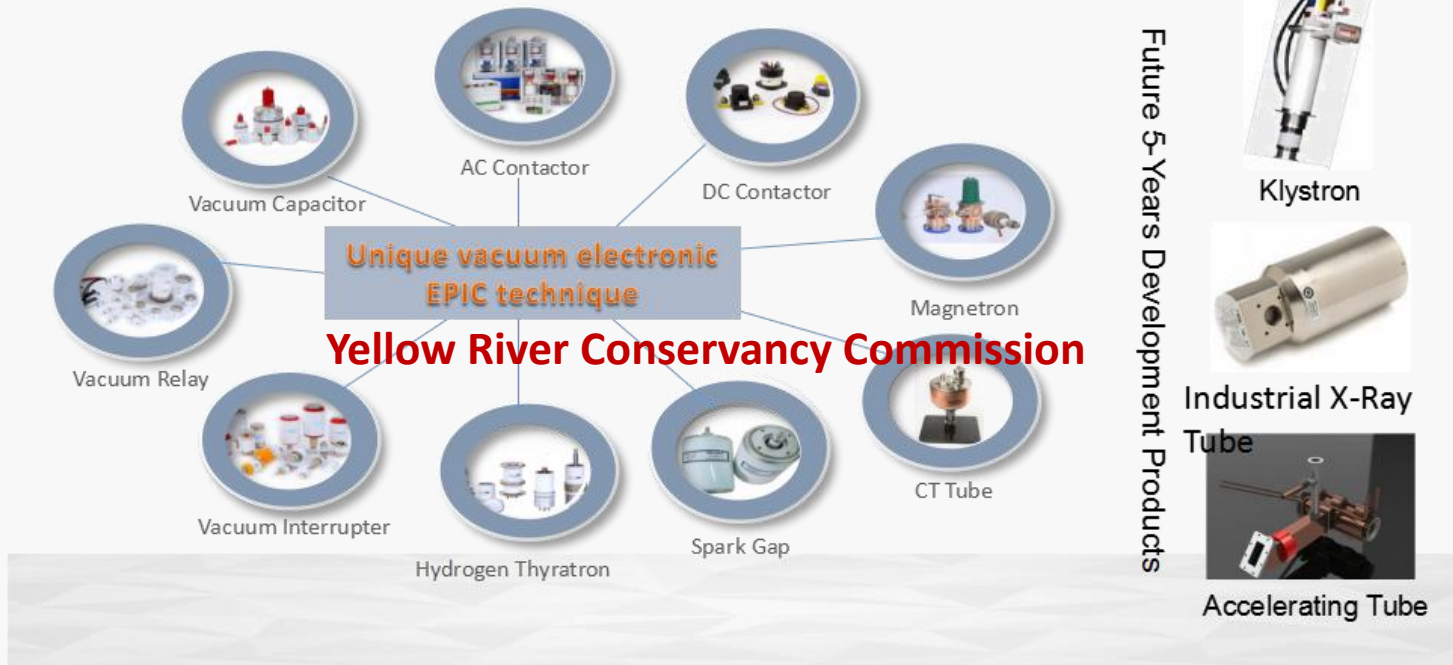 AC Contactor
DC Contactor
Vacuum Capacitor
Unique vacuum electronic
EPIC technique
Magnetron
Yellow River Conservancy Commission
Vacuum Relay
CT Tube
Vacuum Interrupter
Spark Gap
Hydrogen Thyratron
Future 5-Years Development Products
Klystron
Industrial X-Ray
Tube
Accelerating Tube